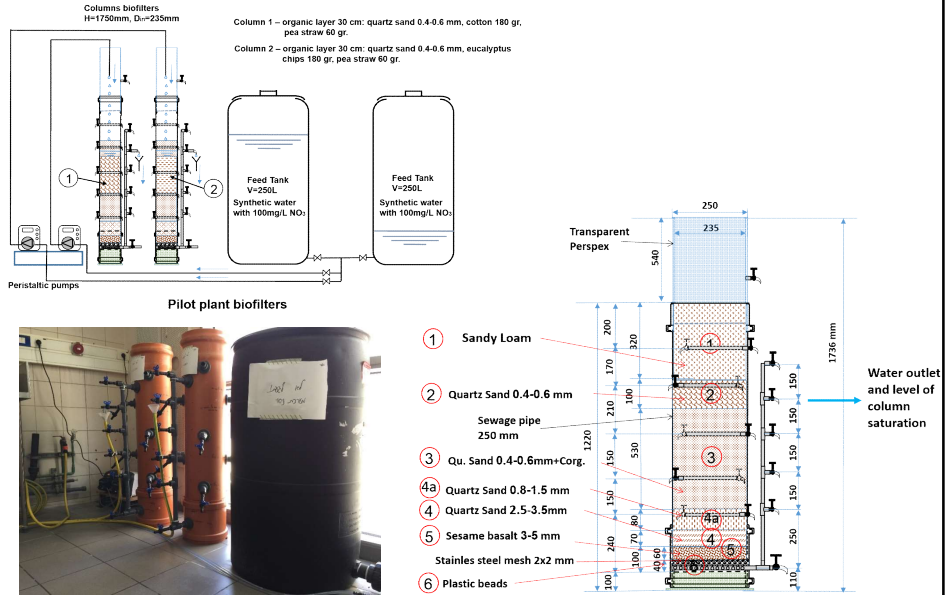 Columns biofilters
H=1750mm, Din=235mm
Column 1 – organic layer 30 cm: quartz sand 0.4-0.6 mm, cotton 180 gr,
pea straw 60 gr.
Column 2 – organic layer 30 cm: quartz sand 0.4-0.6 mm, eucalyptus
chips 180 gr, pea straw 60 gr.
1
2
Feed Tank
V=250L
Synthetic water
with 100mg/L NO3
Feed Tank
V=250L
Synthetic water
with 100mg/L NO3
Peristaltic pumps
Pilot plant biofilters
250
235
Transparent
Perspex
540
1736 mm
1 Sandy Loam
2 Quartz Sand 0.4-0.6 mm
Sewage pipe
250 mm
3 Qu. Sand 0.4-0.6mm+Corg.
4a Quartz Sand 0.8-1.5 mm
4 Quartz Sand 2.5-3.5mm
5 Sesame basalt 3-5 mm
Stainles steel mesh 2x2 mm
6 Plastic beads
1220
200
170
210
150
150
240
100
320
100
530
80
70
100
40
60
1
2
3
4a
4
5
6
150
150
150
150
250
110
Water outlet
and level of
column
saturation